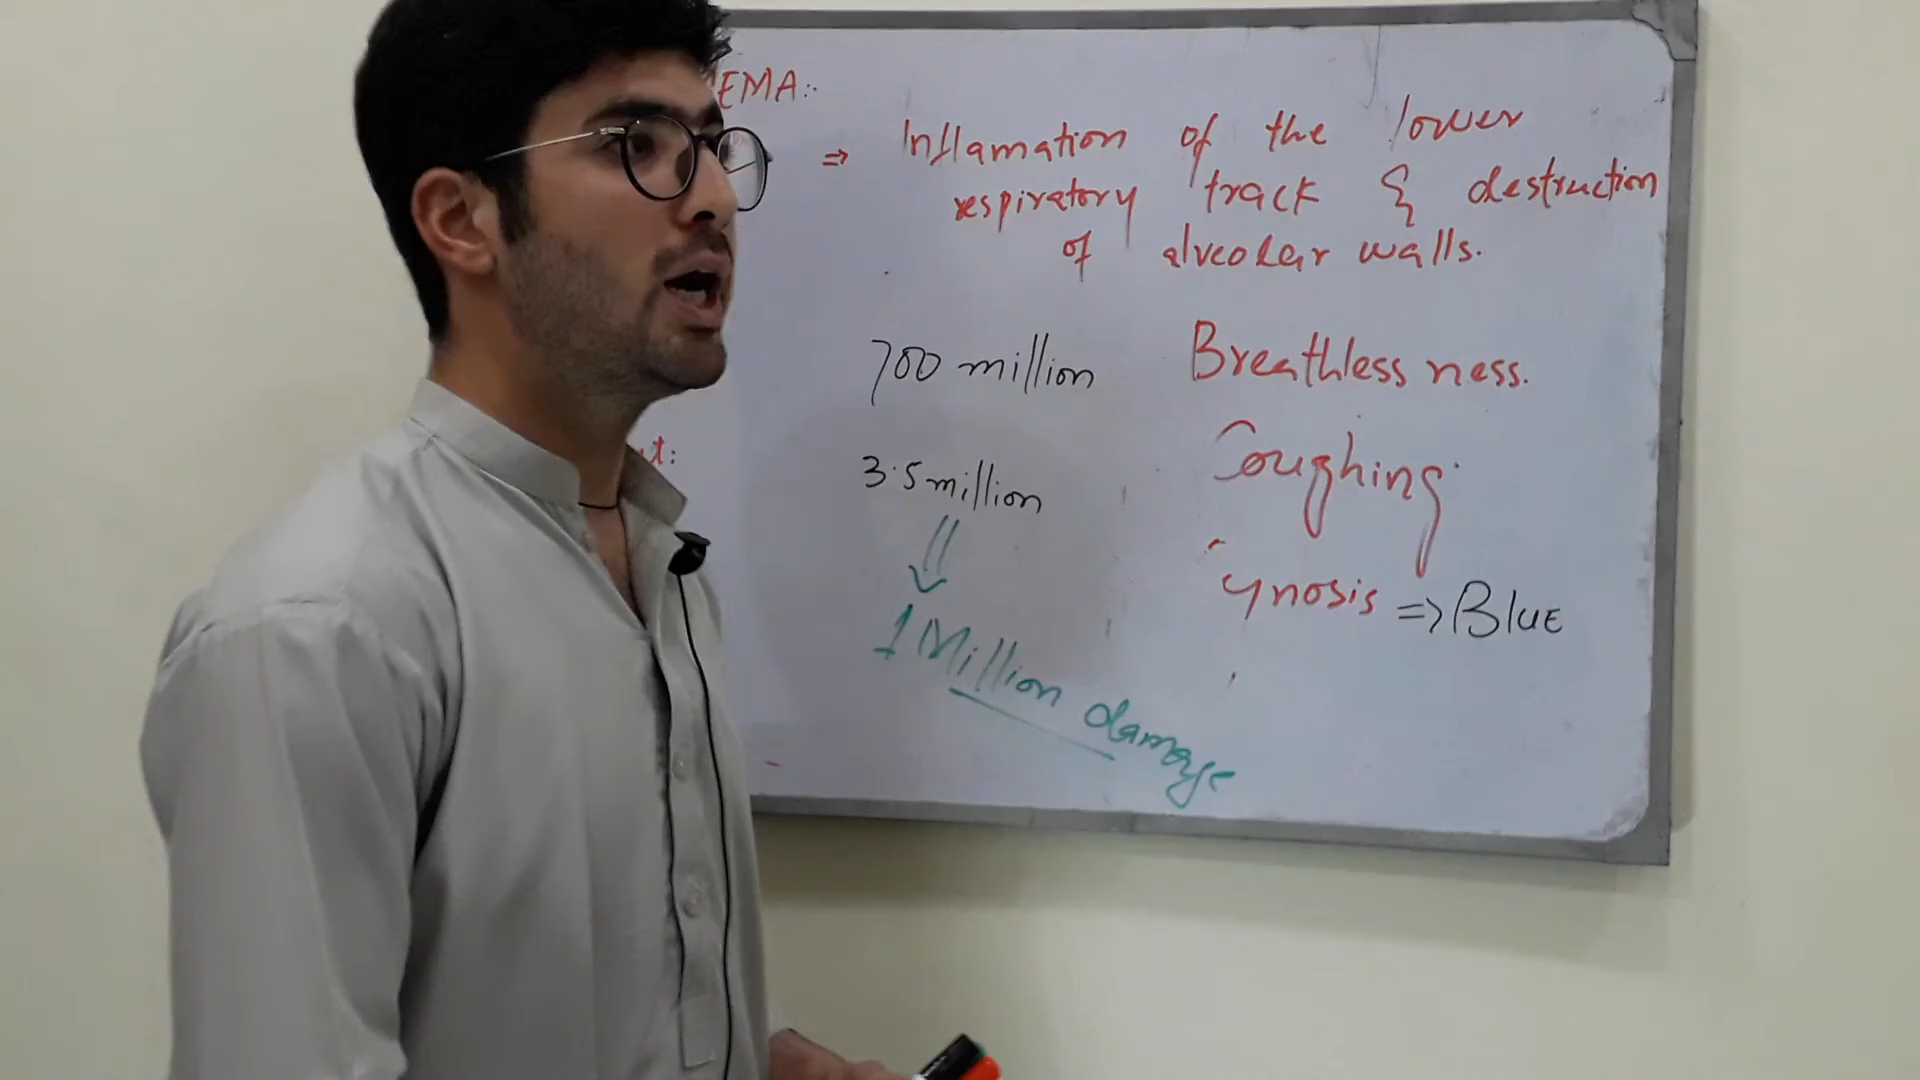 EMA:-
⇒ Inflamation of the lower
respiratory track & destruction
of alveolar walls.
700 million
Breathless ness.
Coughing.
3.5 million
ynosis ⇒ Blue
1 Million damage
t: